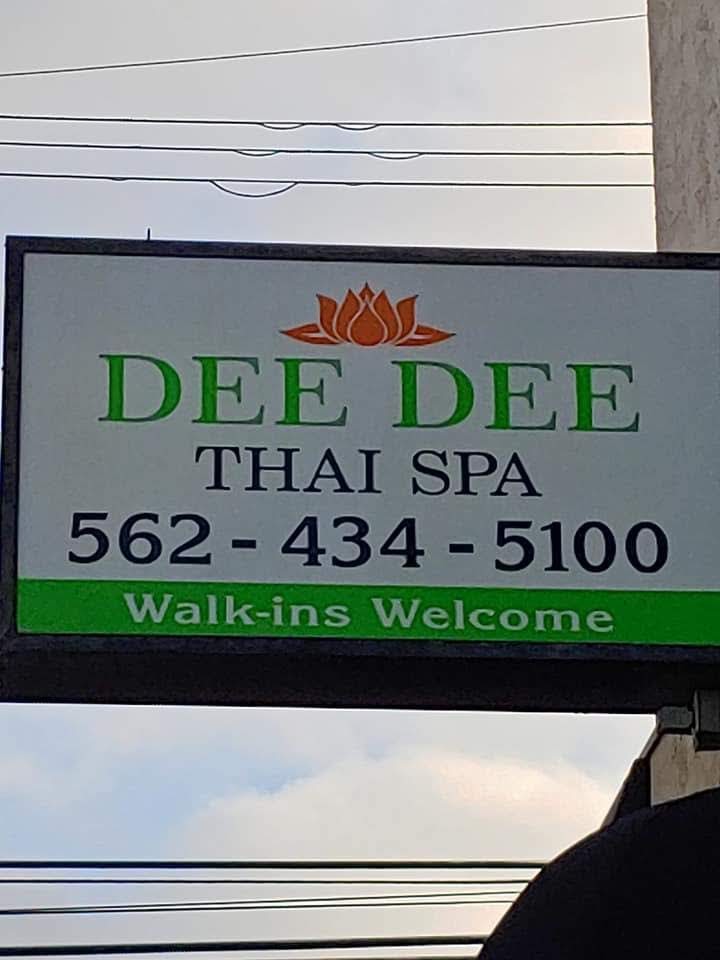 DEE DEE
THAI SPA
562 - 434 - 5100
Walk-ins Welcome